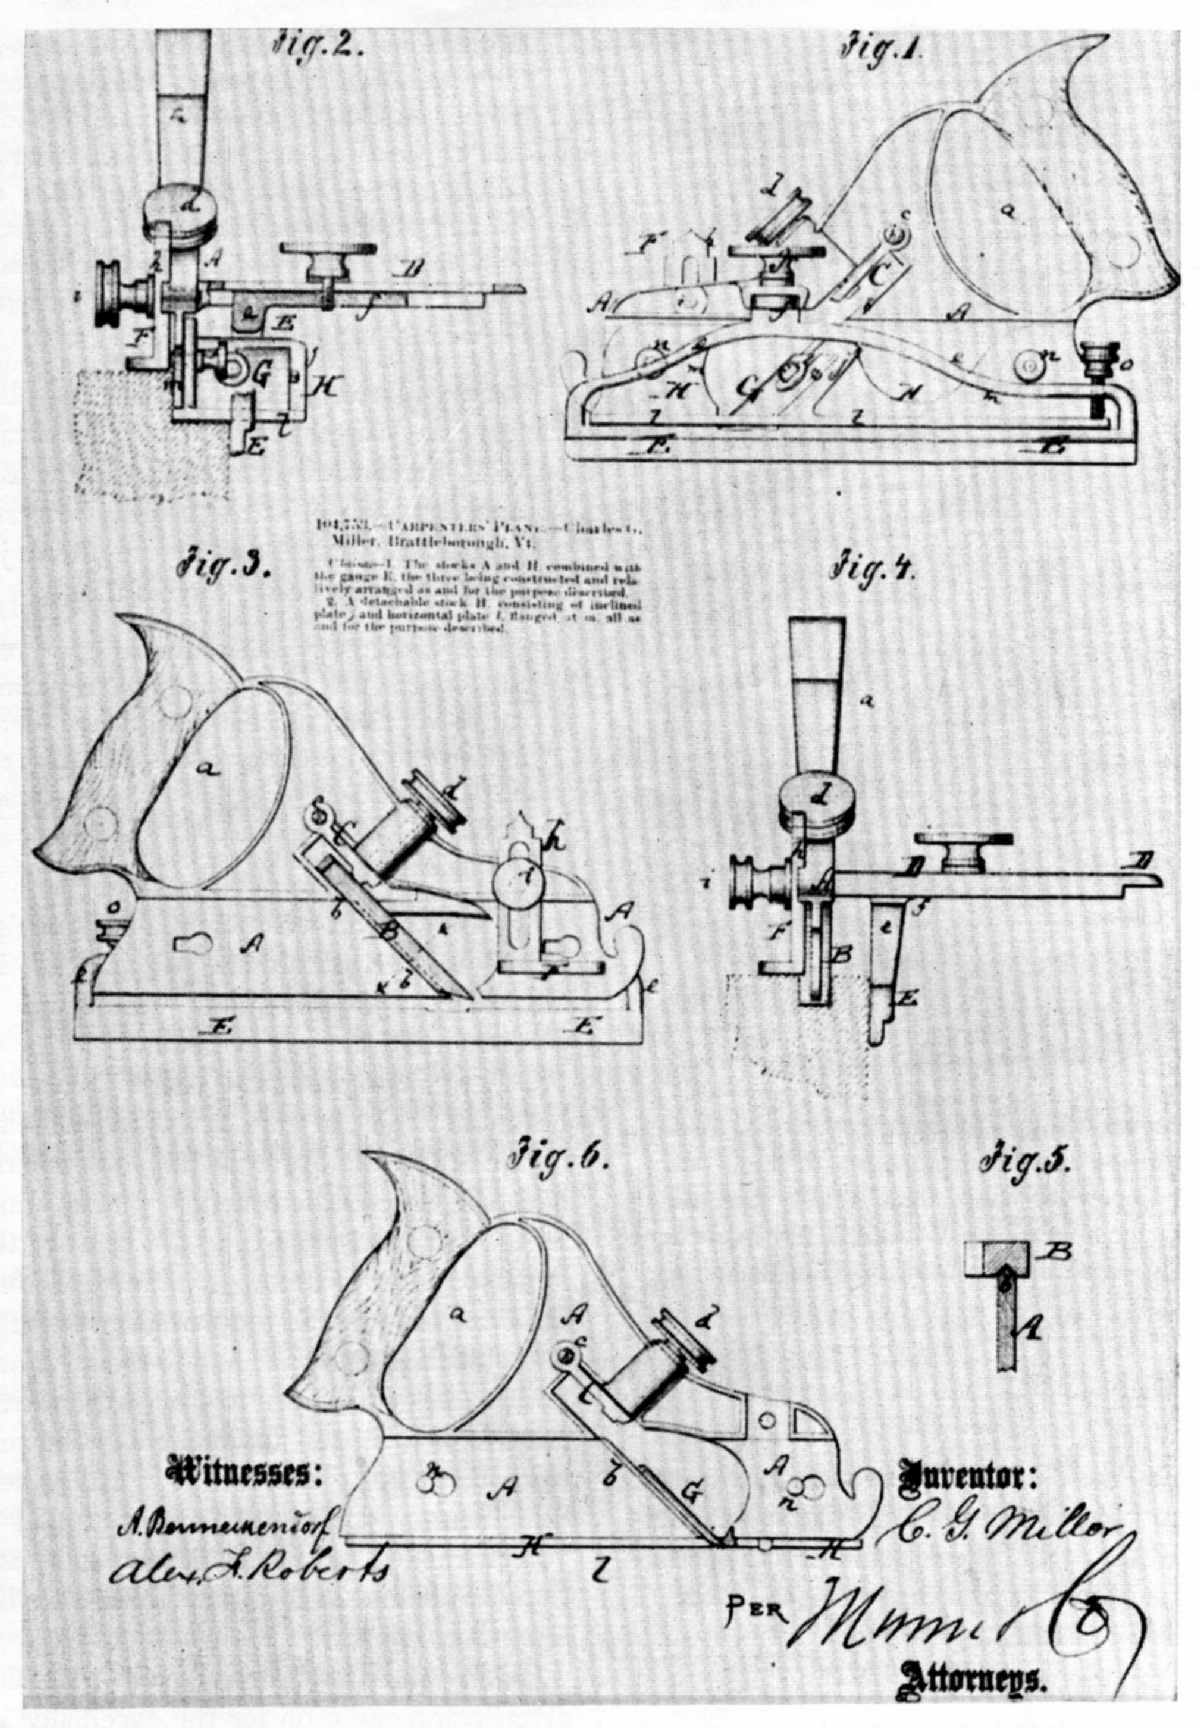 Fig. 2.
Fig. 1.
a
d
h A
B
i
e
f
F
E
G
H
E
l
d
c
a
F
h
C
A
A
f
n e
e n
o
m
H
G
H
m
l
l
E
E
104,753.—CARPENTERS' PLANE.—Charles G.
Miller, Brattleborough, Vt.
Claims—1. The stocks A and H combined with
the gauge E, the three being constructed and rela-
tively arranged as and for the purpose described.
2. A detachable stock H, consisting of inclined
plate j and horizontal plate l, flanged at m, all as
and for the purpose described.
Fig. 3.
Fig. 4.
a
d
C
h
i
b
o
B
A
A
b
e
E
E
a
d
h
D
D
i
A
f
F
e
B
E
Fig. 6.
Fig. 5.
B
b
A
a
A
d
c
C
n
A
b
G
A
n
H
l
H
Witnesses:
A. Bennekendorf
Alex. F. Roberts
Inventor:
C. G. Miller
PER Munn & Co
Attorneys.